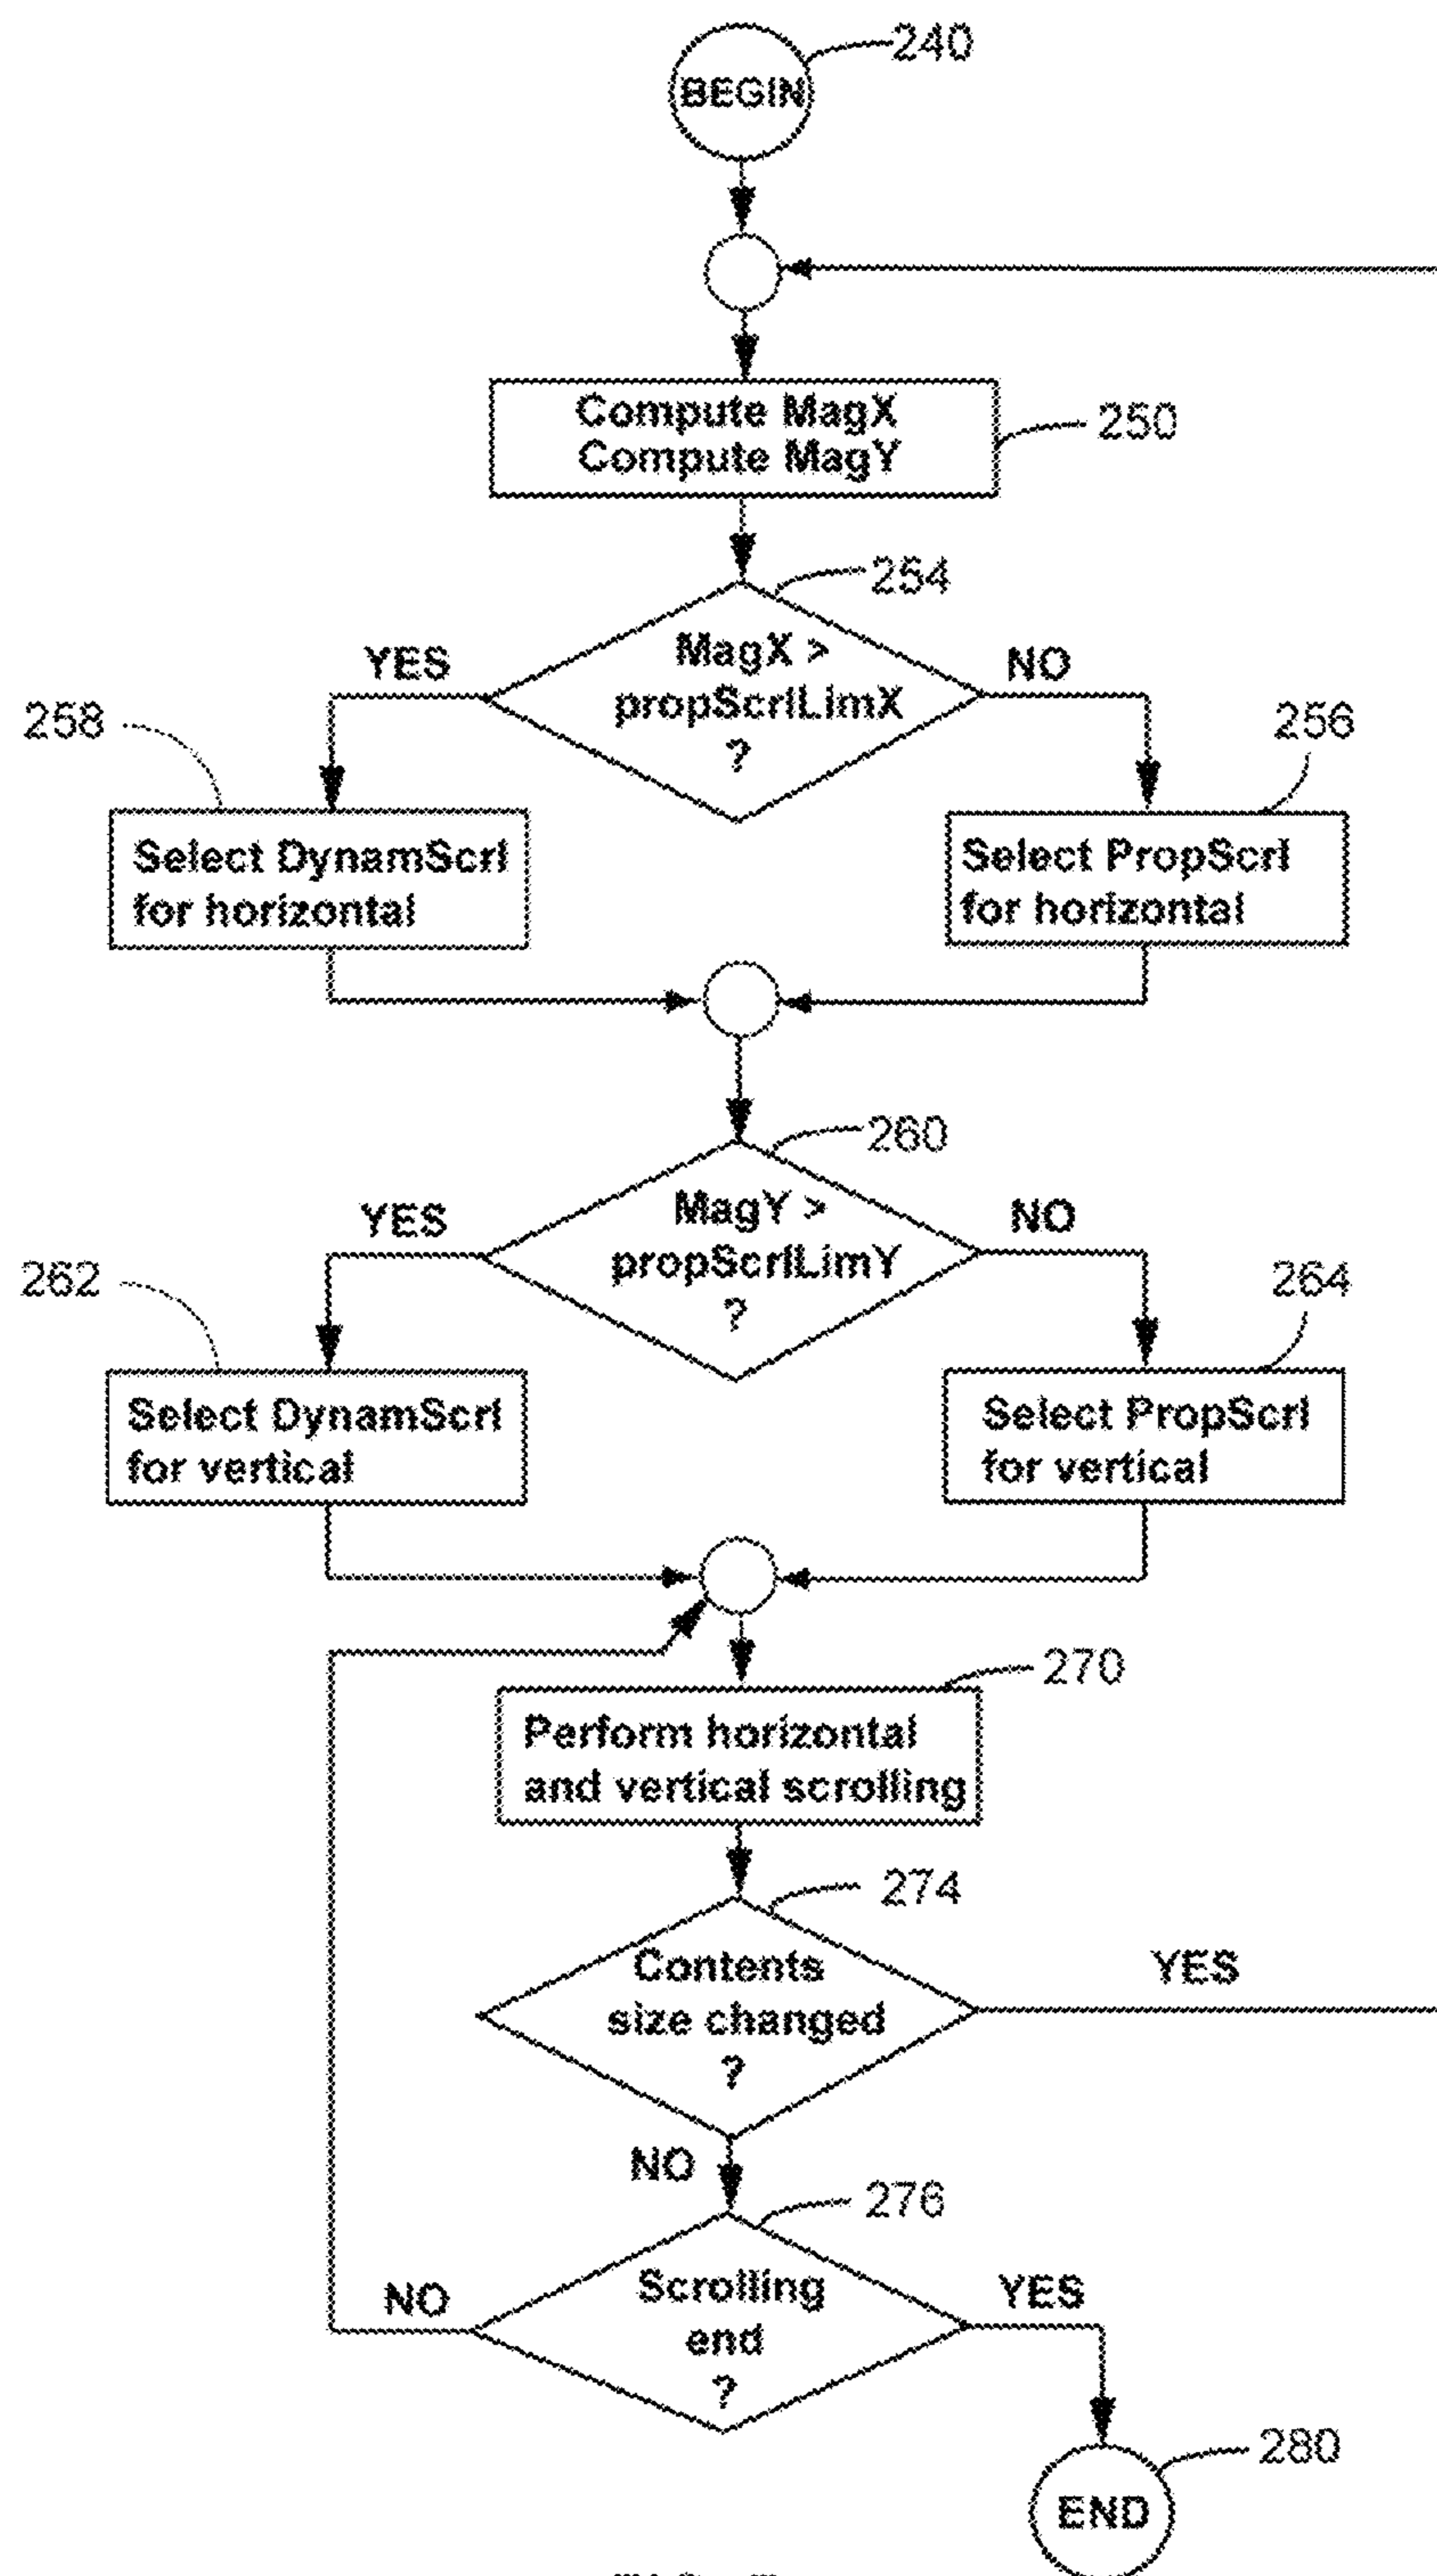 240
BEGIN
Compute MagX
Compute MagY
250
254
MagX >
propScrlLimX
?
YES
NO
258
256
Select DynamScrl
for horizontal
Select PropScrl
for horizontal
260
MagY >
propScrlLimY
?
YES
NO
262
264
Select DynamScrl
for vertical
Select PropScrl
for vertical
270
Perform horizontal
and vertical scrolling
274
Contents
size changed
?
YES
NO
276
Scrolling
end
?
NO
YES
280
END